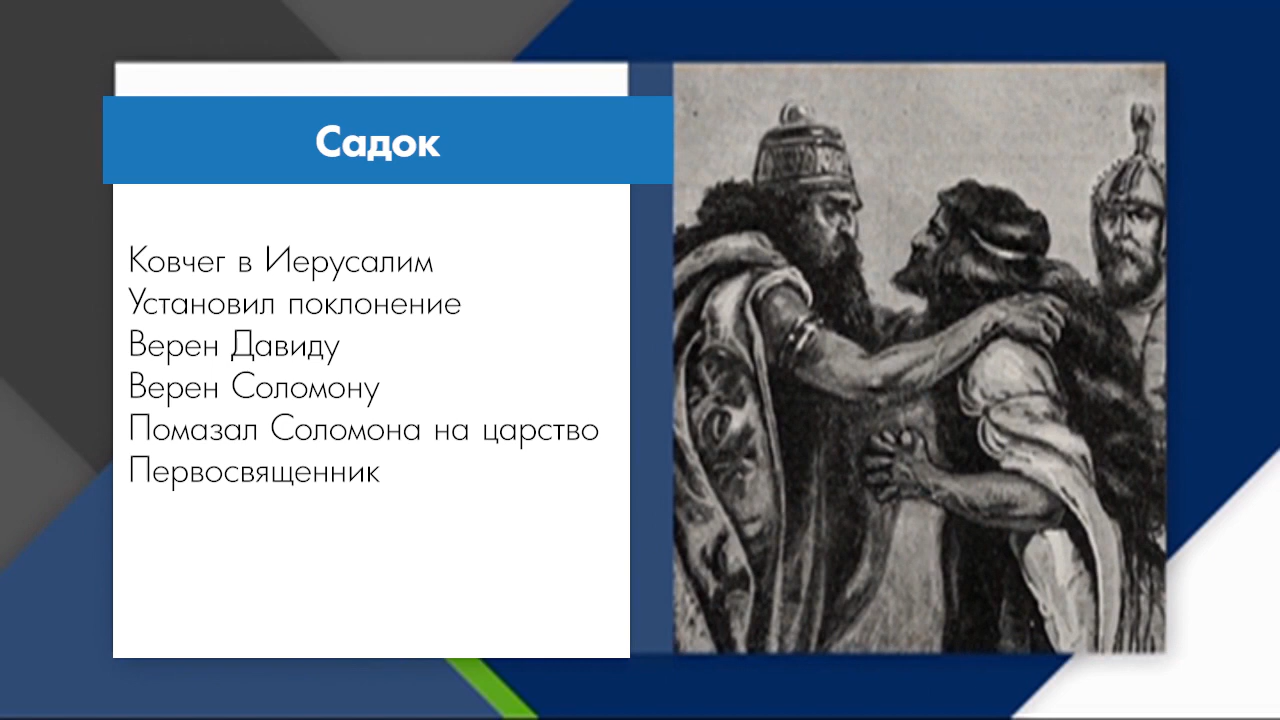 Садок
Ковчег в Иерусалим
Установил поклонение
Верен Давиду
Верен Соломону
Помазал Соломона на царство
Первосвященник